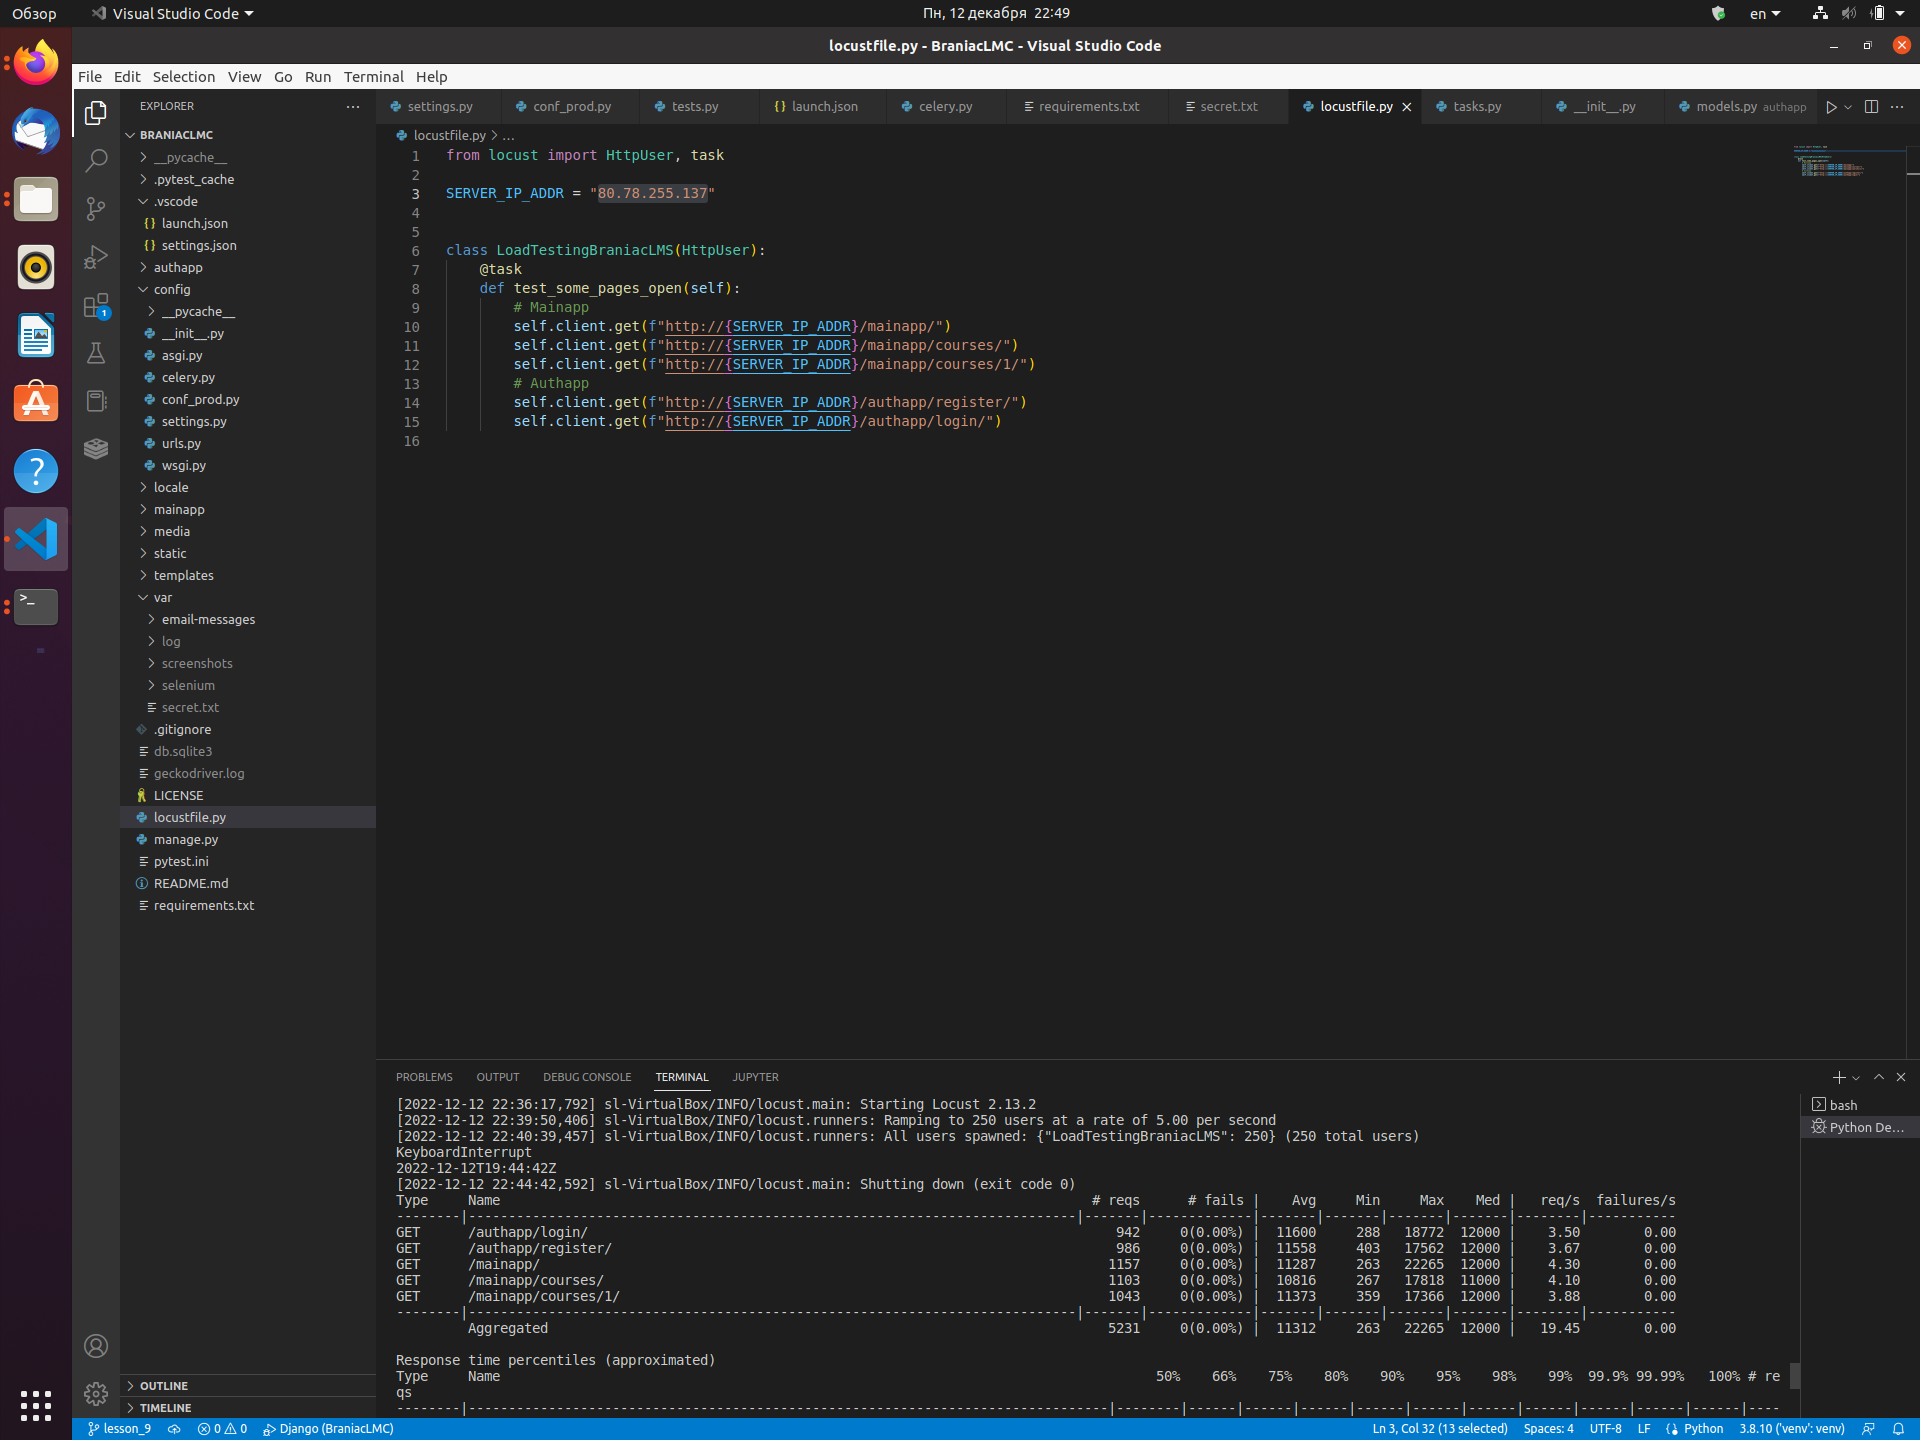 Обзор
Visual Studio Code
Пн, 12 декабря 22:49
en
locustfile.py - BraniacLMC - Visual Studio Code
File Edit Selection View Go Run Terminal Help
EXPLORER
settings.py
conf_prod.py
tests.py
launch.json
celery.py
requirements.txt
secret.txt
locustfile.py
tasks.py
__init__.py
models.py authapp
locustfile.py > ...
BRANIACLMC
__pycache__
.pytest_cache
.vscode
launch.json
settings.json
authapp
config
__pycache__
__init__.py
asgi.py
celery.py
conf_prod.py
settings.py
urls.py
wsgi.py
locale
mainapp
media
static
templates
var
email-messages
log
screenshots
selenium
secret.txt
.gitignore
db.sqlite3
geckodriver.log
LICENSE
locustfile.py
manage.py
pytest.ini
README.md
requirements.txt
OUTLINE
TIMELINE
1
1 from locust import HttpUser, task
2
3 SERVER_IP_ADDR = "80.78.255.137"
4
5
6 class LoadTestingBraniacLMS(HttpUser):
7 @task
8 def test_some_pages_open(self):
9 # Mainapp
10 self.client.get(f"http://{SERVER_IP_ADDR}/mainapp/")
11 self.client.get(f"http://{SERVER_IP_ADDR}/mainapp/courses/")
12 self.client.get(f"http://{SERVER_IP_ADDR}/mainapp/courses/1/")
13 # Authapp
14 self.client.get(f"http://{SERVER_IP_ADDR}/authapp/register/")
15 self.client.get(f"http://{SERVER_IP_ADDR}/authapp/login/")
16
PROBLEMS OUTPUT DEBUG CONSOLE TERMINAL JUPYTER
[2022-12-12 22:36:17,792] sl-VirtualBox/INFO/locust.main: Starting Locust 2.13.2
[2022-12-12 22:39:50,406] sl-VirtualBox/INFO/locust.runners: Ramping to 250 users at a rate of 5.00 per second
[2022-12-12 22:40:39,457] sl-VirtualBox/INFO/locust.runners: All users spawned: {"LoadTestingBraniacLMS": 250} (250 total users)
KeyboardInterrupt
2022-12-12T19:44:42Z
[2022-12-12 22:44:42,592] sl-VirtualBox/INFO/locust.main: Shutting down (exit code 0)
Type Name # reqs # fails | Avg Min Max Med | req/s failures/s
GET /authapp/login/ 942 0(0.00%) | 11600 288 18772 12000 | 3.50 0.00
GET /authapp/register/ 986 0(0.00%) | 11558 403 17562 12000 | 3.67 0.00
GET /mainapp/ 1157 0(0.00%) | 11287 263 22265 12000 | 4.30 0.00
GET /mainapp/courses/ 1103 0(0.00%) | 10816 267 17818 11000 | 4.10 0.00
GET /mainapp/courses/1/ 1043 0(0.00%) | 11373 359 17366 12000 | 3.88 0.00
Aggregated 5231 0(0.00%) | 11312 263 22265 12000 | 19.45 0.00
Response time percentiles (approximated)
Type Name 50% 66% 75% 80% 90% 95% 98% 99% 99.9% 99.99% 100% # re
qs
bash
Python De...
lesson_9
0 0
Django (BraniacLMC)
Ln 3, Col 32 (13 selected)
Spaces: 4
UTF-8
LF
Python
3.8.10 ('venv': venv)